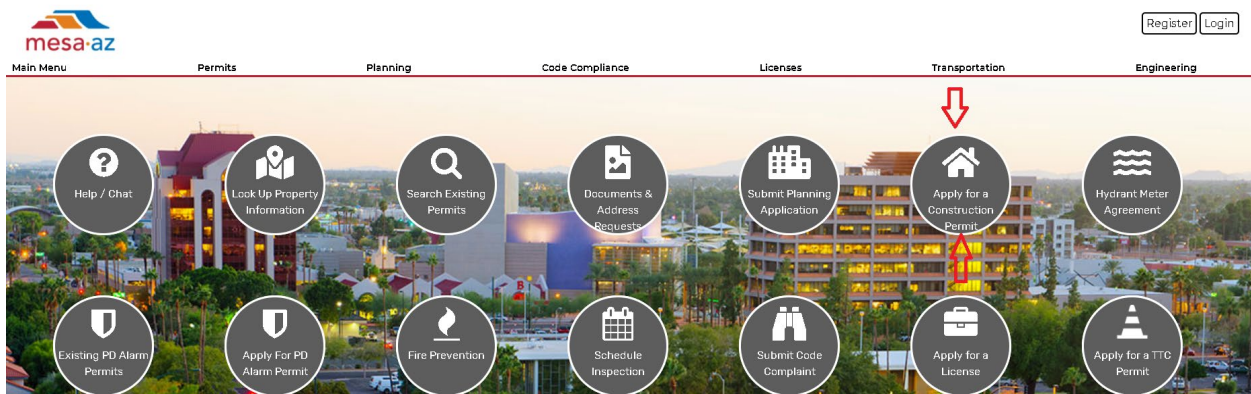 mesa·az
Register Login
Main Menu Permits Planning Code Compliance Licenses Transportation Engineering
Help / Chat
Look Up Property
Information
Search Existing
Permits
Documents &
Address
Requests
Submit Planning
Application
Apply for a
Construction
Permit
Hydrant Meter
Agreement
Existing PD Alarm
Permits
Apply For PD
Alarm Permit
Fire Prevention
Schedule
Inspection
Submit Code
Complaint
Apply for a
License
Apply for a TTC
Permit